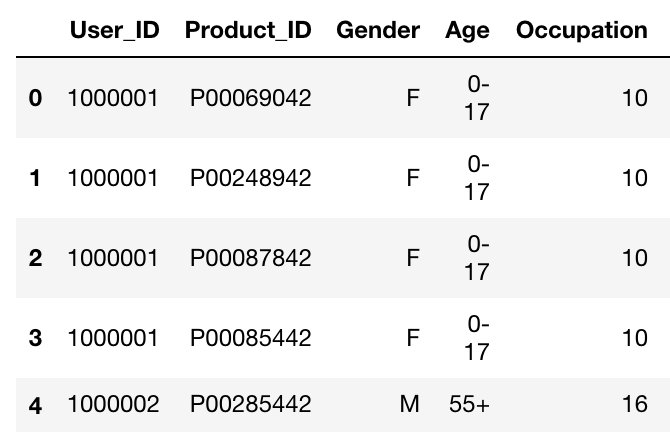 User_ID Product_ID Gender Age Occupation
0 1000001 P00069042 F 0-17 10
1 1000001 P00248942 F 0-17 10
2 1000001 P00087842 F 0-17 10
3 1000001 P00085442 F 0-17 10
4 1000002 P00285442 M 55+ 16